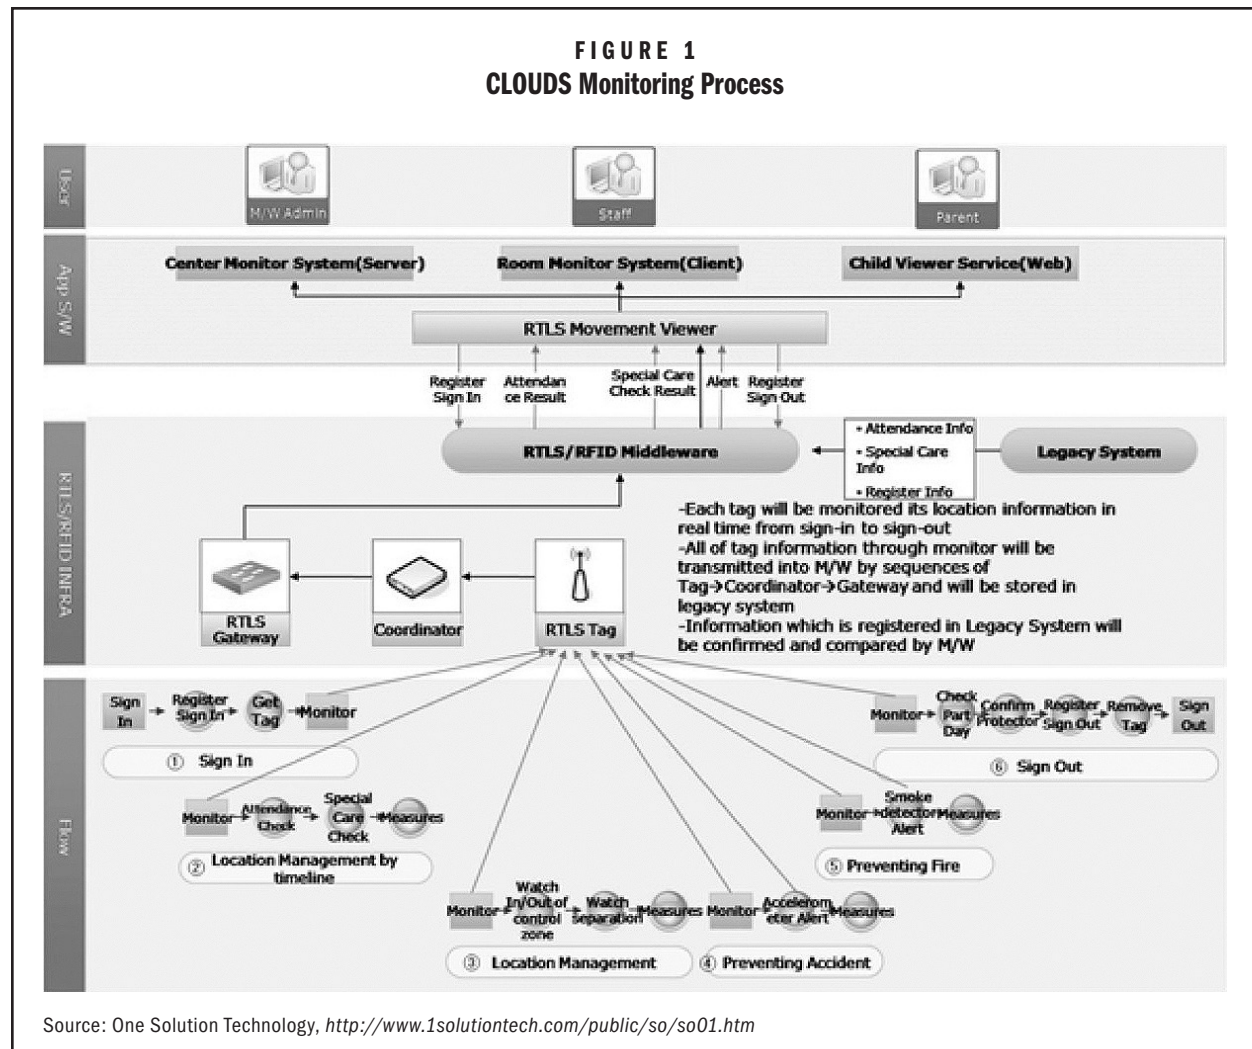 FIGURE 1
CLOUDS Monitoring Process
User
M/W Admin
Staff
Parent
App S/W
Center Monitor System(Server)
Room Monitor System(Client)
Child Viewer Service(Web)
RTLS Movement Viewer
Register
Sign In
Attendan
ce Result
Special Care
Check Result
Alert
Register
Sign Out
RTLS/RFID INFRA
RTLS/RFID Middleware
• Attendance Info
• Special Care
Info
• Register Info
Legacy System
-Each tag will be monitored its location information in
real time from sign-in to sign-out
-All of tag information through monitor will be
transmitted into M/W by sequences of
Tag→Coordinator→Gateway and will be stored in
legacy system
-Information which is registered in Legacy System will
be confirmed and compared by M/W
RTLS
Gateway
Coordinator
RTLS Tag
Flow
Sign
In
Register
Sign In
Get
Tag
Monitor
① Sign In
Monitor
Attendance
Check
Special
Care
Check
Measures
② Location Management by
timeline
Monitor
Watch
In/Out of
control
zone
Watch
Separation
Measures
③ Location Management
Monitor
Accelerom
eter Alert
Measures
④ Preventing Accident
Monitor
Smoke
detector
Alert
Measures
⑤ Preventing Fire
Monitor
Check
Part
Day
Confirm
Protector
Register
Sign Out
Remove
Tag
Sign
Out
⑥ Sign Out
Source: One Solution Technology, http://www.1solutiontech.com/public/so/so01.htm